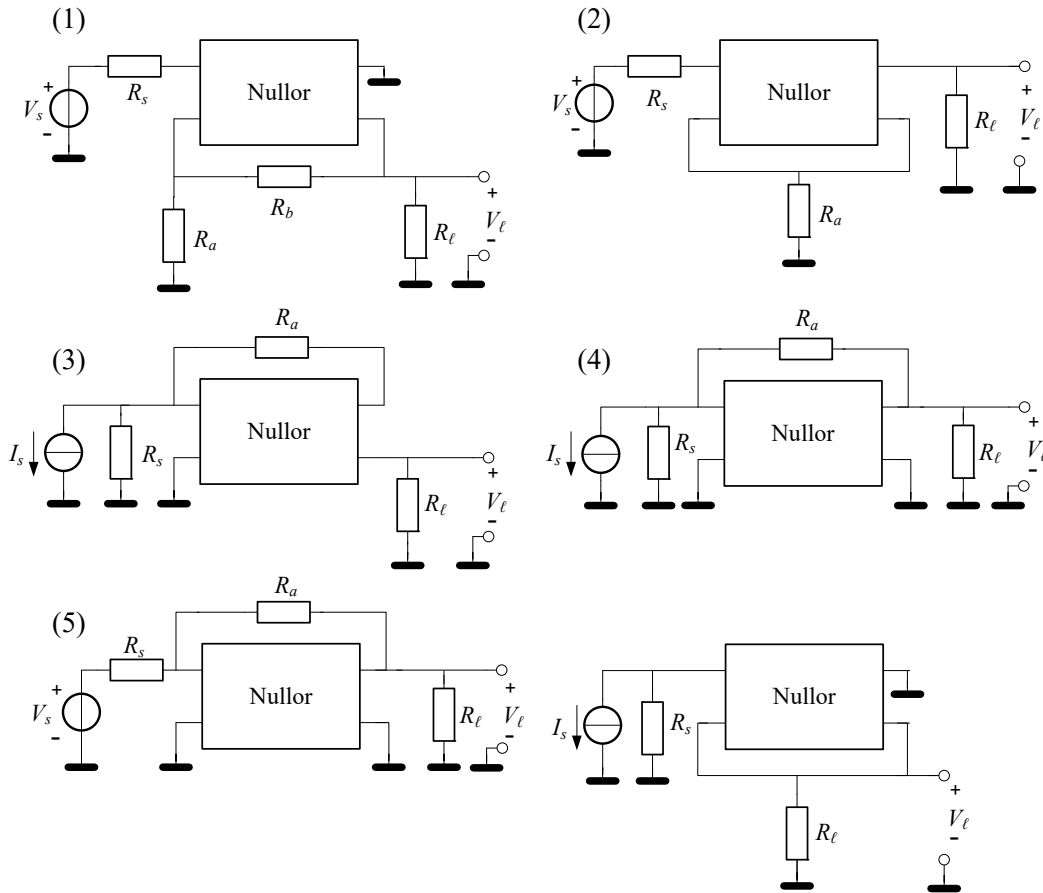 (1)
Nullor
+
R_s
V_s
-
R_b
R_a
R_ℓ
+
V_ℓ
-
(2)
Nullor
+
R_s
V_s
-
R_a
R_ℓ
+
V_ℓ
-
(3)
R_a
Nullor
I_s
R_s
R_ℓ
+
V_ℓ
-
(4)
R_a
Nullor
I_s
R_s
R_ℓ
+
V_ℓ
-
(5)
R_a
R_s
Nullor
+
V_s
-
R_ℓ
+
V_ℓ
-
Nullor
I_s
R_s
R_ℓ
+
V_ℓ
-